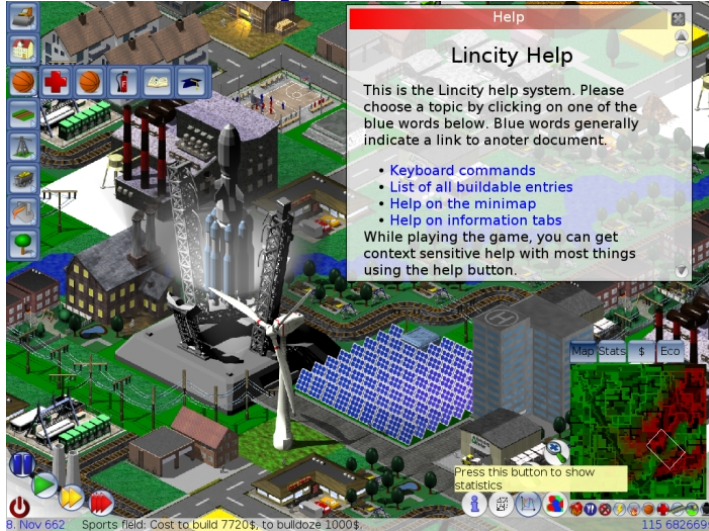 Help
Lincity Help
This is the Lincity help system. Please
choose a topic by clicking on one of the
blue words below. Blue words generally
indicate a link to anoter document.
• Keyboard commands
• List of all buildable entries
• Help on the minimap
• Help on information tabs
While playing the game, you can get
context sensitive help with most things
using the help button.
H
Map Stats $ Eco
Press this button to show
statistics
8. Nov 662 Sports field: Cost to build 7720$, to bulldoze 1000$. 115 682669